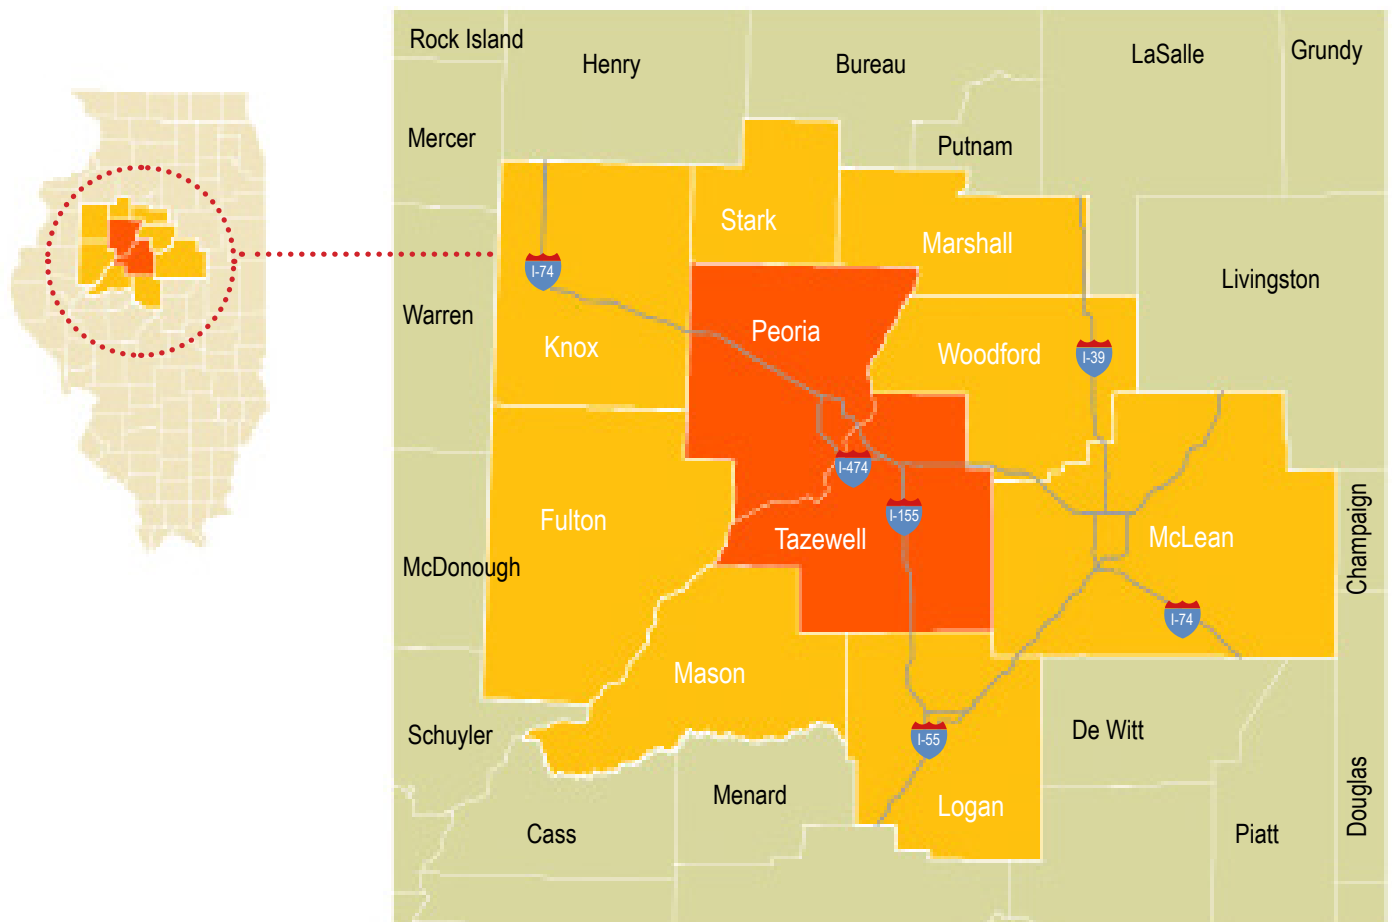 Rock Island
Henry
Bureau
LaSalle
Grundy
Mercer
Putnam
Stark
Marshall
I-74
Livingston
Warren
Peoria
Knox
Woodford
I-39
I-474
Fulton
I-155
Tazewell
McLean
Champaign
McDonough
I-74
Mason
Schuyler
I-55
De Witt
Menard
Logan
Douglas
Cass
Piatt